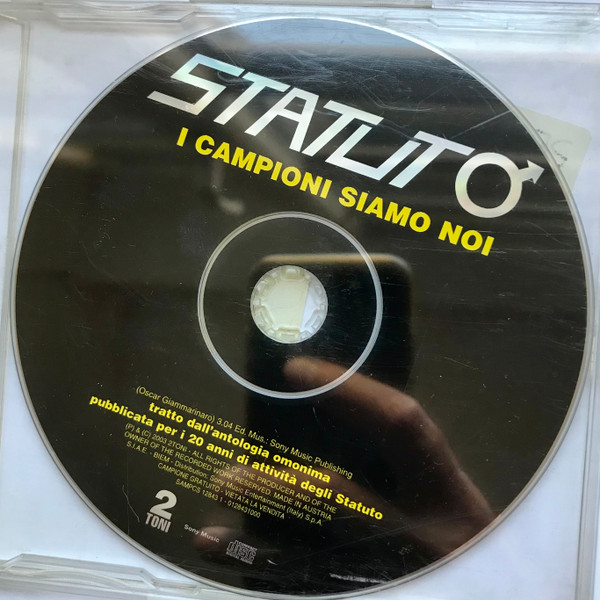 STATUTO
I CAMPIONI SIAMO NOI
(Oscar Giammarinaro) 3.04 Ed. Mus.: Sony Music Publishing
tratto dall'antologia omonima
pubblicata per i 20 anni di attività degli Statuto
(P) & (C) 2003 2TONI - ALL RIGHTS OF THE PRODUCER AND OF THE
OWNER OF THE RECORDED WORK RESERVED. MADE IN AUSTRIA
S.I.A.E. - BIEM - Distributed: Sony Music Entertainment (Italy) S.p.A.
CAMPIONE GRATUITO - VIETATA LA VENDITA
SAMPCS 12843 1 - 0128431000
2
TONI
Sony Music